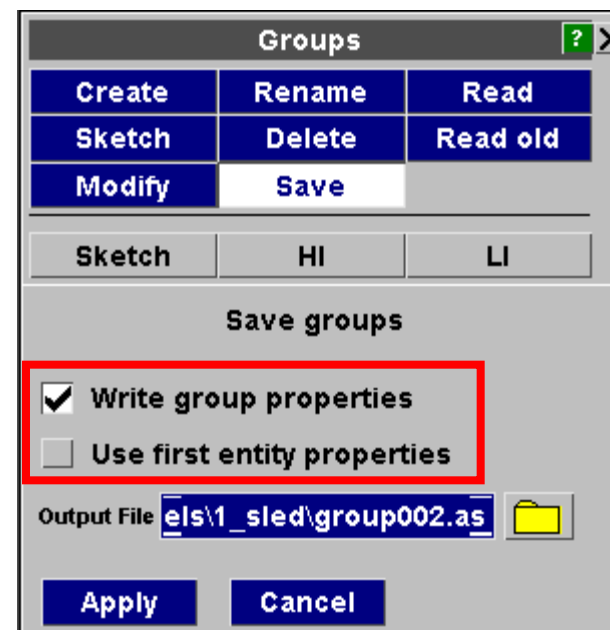 Groups ? X
Create Rename Read
Sketch Delete Read old
Modify Save
Sketch HI LI
Save groups
Write group properties
Use first entity properties
Output File els\1_sled\group002.as
Apply Cancel